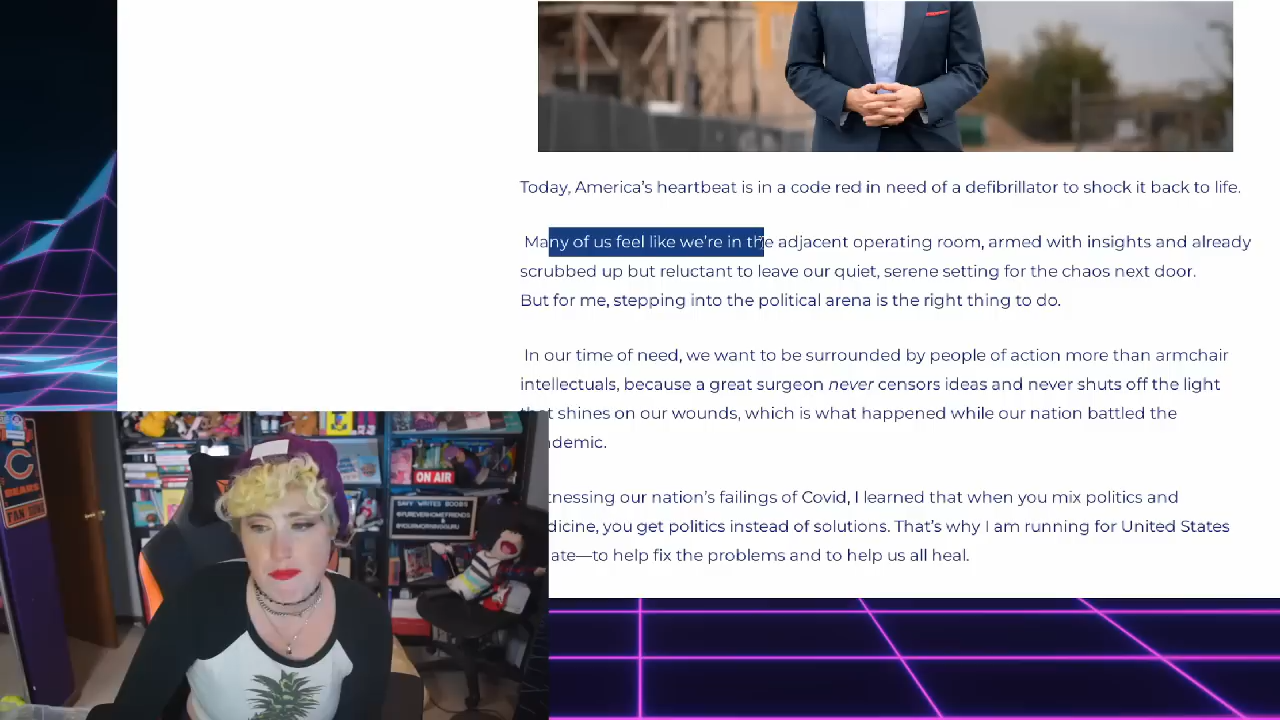 Today, America's heartbeat is in a code red in need of a defibrillator to shock it back to life.
Many of us feel like we're in the adjacent operating room, armed with insights and already
scrubbed up but reluctant to leave our quiet, serene setting for the chaos next door.
But for me, stepping into the political arena is the right thing to do.
In our time of need, we want to be surrounded by people of action more than armchair
intellectuals, because a great surgeon never censors ideas and never shuts off the light
that shines on our wounds, which is what happened while our nation battled the
demic.
tnessing our nation's failings of Covid, I learned that when you mix politics and
dicine, you get politics instead of solutions. That's why I am running for United States
ate—to help fix the problems and to help us all heal.
BEARS
FAN
ON AIR
SAVY WRITES BOOKS